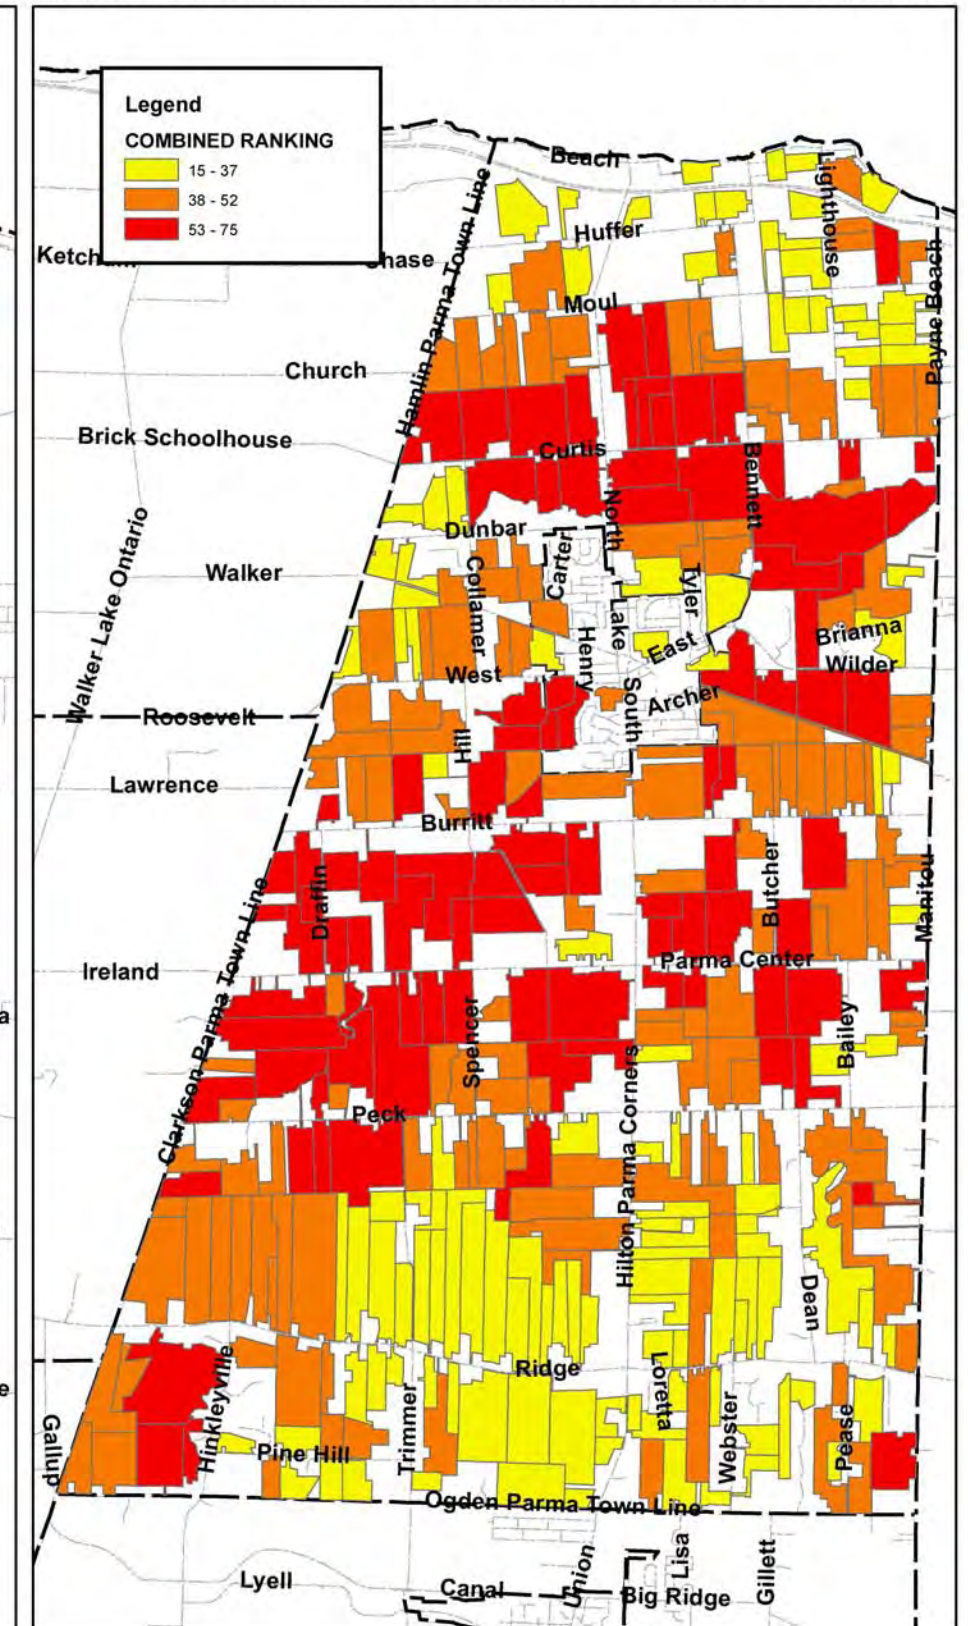 Legend
COMBINED RANKING
15 - 37
38 - 52
53 - 75
Beach
Lighthouse
Hamlin Parma Town Line
Huffer
Chase
Moul
Payne Beach
Church
Brick Schoolhouse
Curtis
Bennett
North
Dunbar
Carter
Walker
Walker Lake Ontario
Collamer
Tyler
Lake
Henry
East
Brianna
Wilder
West
South
Archer
Roosevelt
Hill
Lawrence
Burritt
Draffin
Butcher
Manitou
Clarkson Parma Town Line
Parma Center
Ireland
a
Spencer
Bailey
Peck
Hilton Parma Corners
Dean
Ridge
Hinkleyville
Loretta
e
Trimmer
Webster
Pease
Gallup
Pine Hill
Ogden Parma Town Line
Union
Lisa
Gillett
Lyell
Canal
Big Ridge